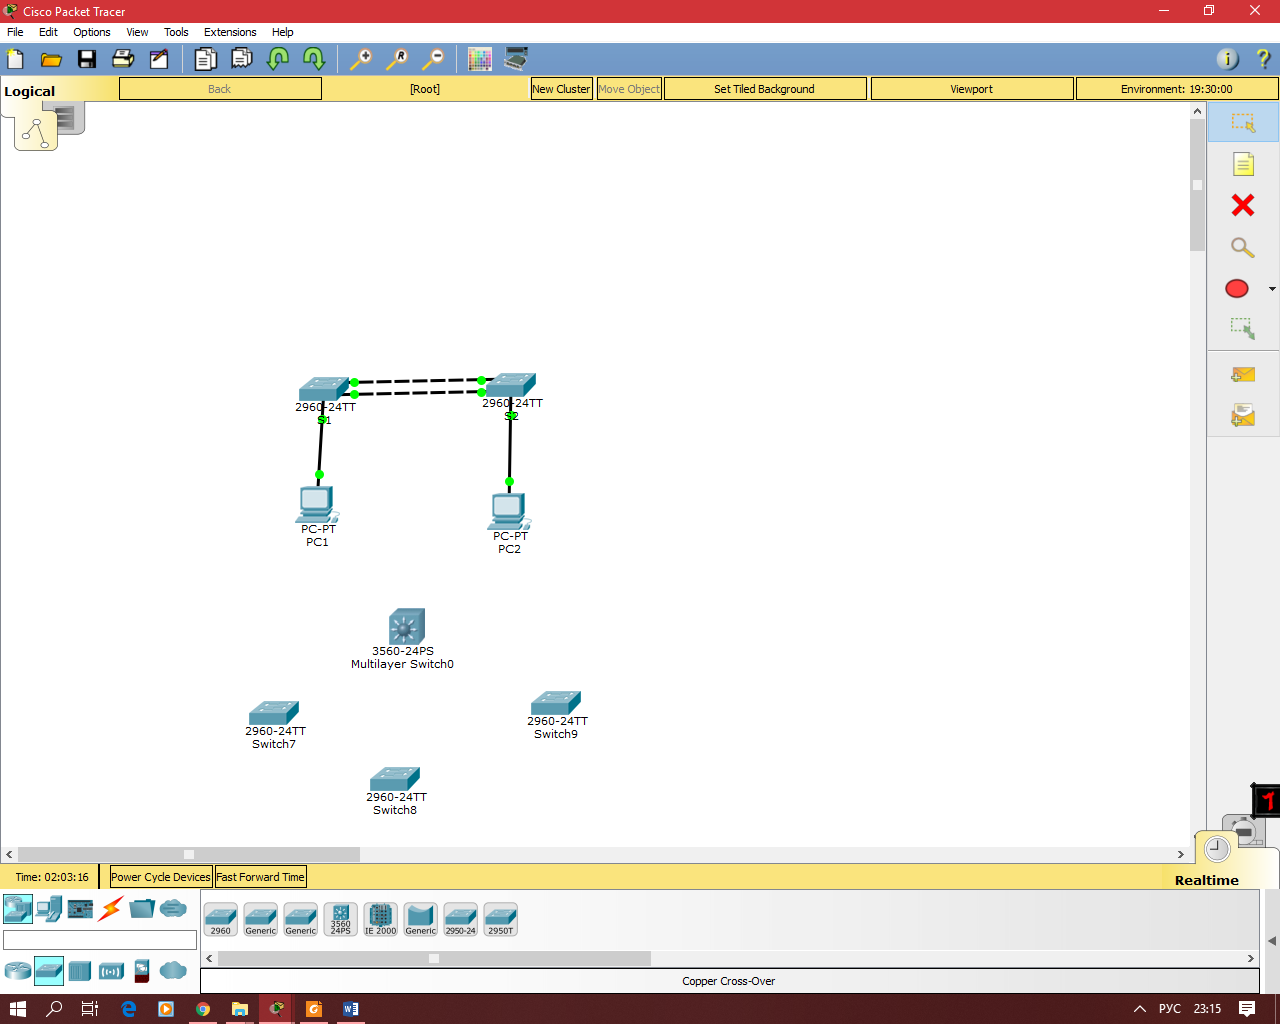 Cisco Packet Tracer
File Edit Options View Tools Extensions Help
Logical Back [Root] New Cluster Move Object Set Tiled Background Viewport Environment: 19:30:00
2960-24TT
S1
2960-24TT
S2
PC-PT
PC1
PC-PT
PC2
3560-24PS
Multilayer Switch0
2960-24TT
Switch7
2960-24TT
Switch9
2960-24TT
Switch8
Time: 02:03:16 Power Cycle Devices Fast Forward Time Realtime
2960 Generic Generic 3560 24PS IE 2000 Generic 2950-24 2950T
Copper Cross-Over
РУС 23:15